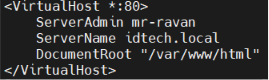 <VirtualHost *:80>
    ServerAdmin mr-ravan
    ServerName idtech.local
    DocumentRoot "/var/www/html"
</VirtualHost>